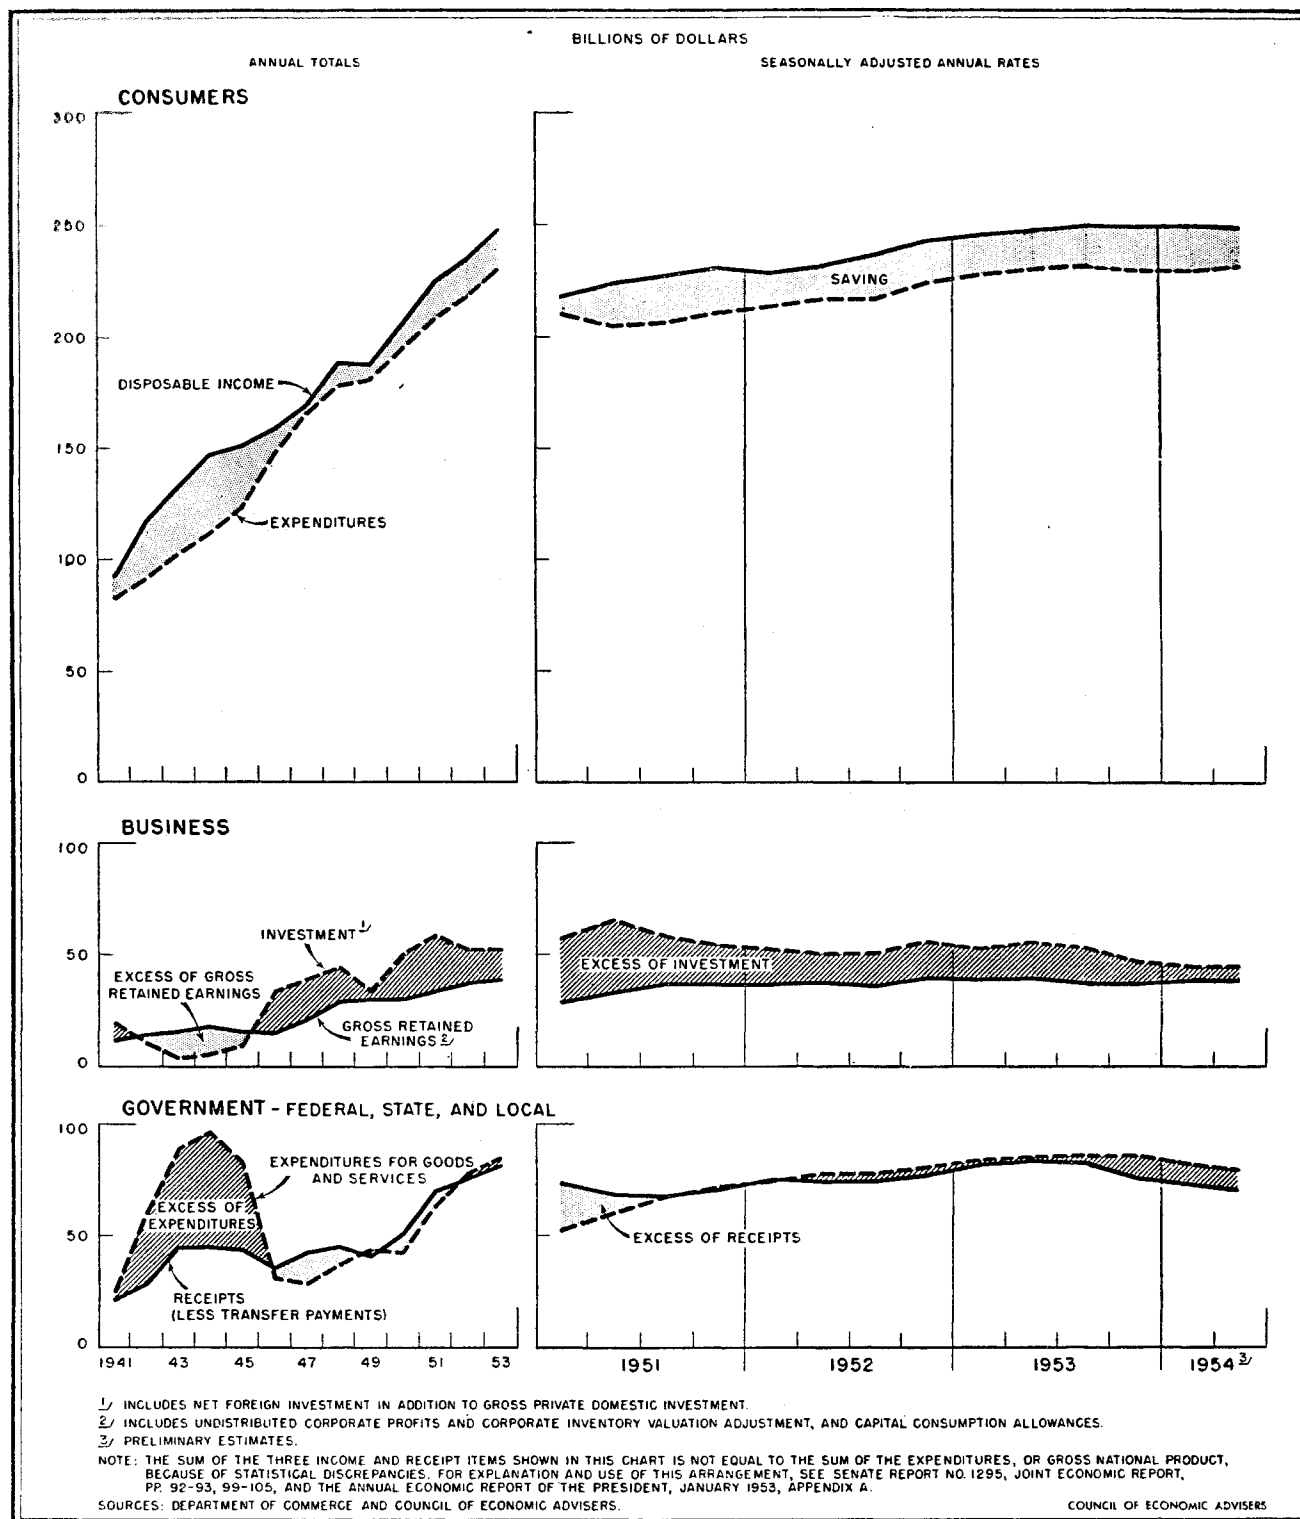 BILLIONS OF DOLLARS
ANNUAL TOTALS
SEASONALLY ADJUSTED ANNUAL RATES
CONSUMERS
300
250
200
150
100
50
0
DISPOSABLE INCOME
EXPENDITURES
SAVING
BUSINESS
100
50
0
INVESTMENT 1/
EXCESS OF GROSS
RETAINED EARNINGS
GROSS RETAINED
EARNINGS 2/
EXCESS OF INVESTMENT
GOVERNMENT - FEDERAL, STATE, AND LOCAL
100
50
0
EXPENDITURES FOR GOODS
AND SERVICES
EXCESS OF
EXPENDITURES
RECEIPTS
(LESS TRANSFER PAYMENTS)
EXCESS OF RECEIPTS
1941 43 45 47 49 51 53
1951 1952 1953 1954 3/
1/ INCLUDES NET FOREIGN INVESTMENT IN ADDITION TO GROSS PRIVATE DOMESTIC INVESTMENT.
2/ INCLUDES UNDISTRIBUTED CORPORATE PROFITS AND CORPORATE INVENTORY VALUATION ADJUSTMENT, AND CAPITAL CONSUMPTION ALLOWANCES.
3/ PRELIMINARY ESTIMATES.
NOTE: THE SUM OF THE THREE INCOME AND RECEIPT ITEMS SHOWN IN THIS CHART IS NOT EQUAL TO THE SUM OF THE EXPENDITURES, OR GROSS NATIONAL PRODUCT,
BECAUSE OF STATISTICAL DISCREPANCIES. FOR EXPLANATION AND USE OF THIS ARRANGEMENT, SEE SENATE REPORT NO. 1295, JOINT ECONOMIC REPORT,
PP. 92-93, 99-105, AND THE ANNUAL ECONOMIC REPORT OF THE PRESIDENT, JANUARY 1953, APPENDIX A.
SOURCES: DEPARTMENT OF COMMERCE AND COUNCIL OF ECONOMIC ADVISERS.
COUNCIL OF ECONOMIC ADVISERS